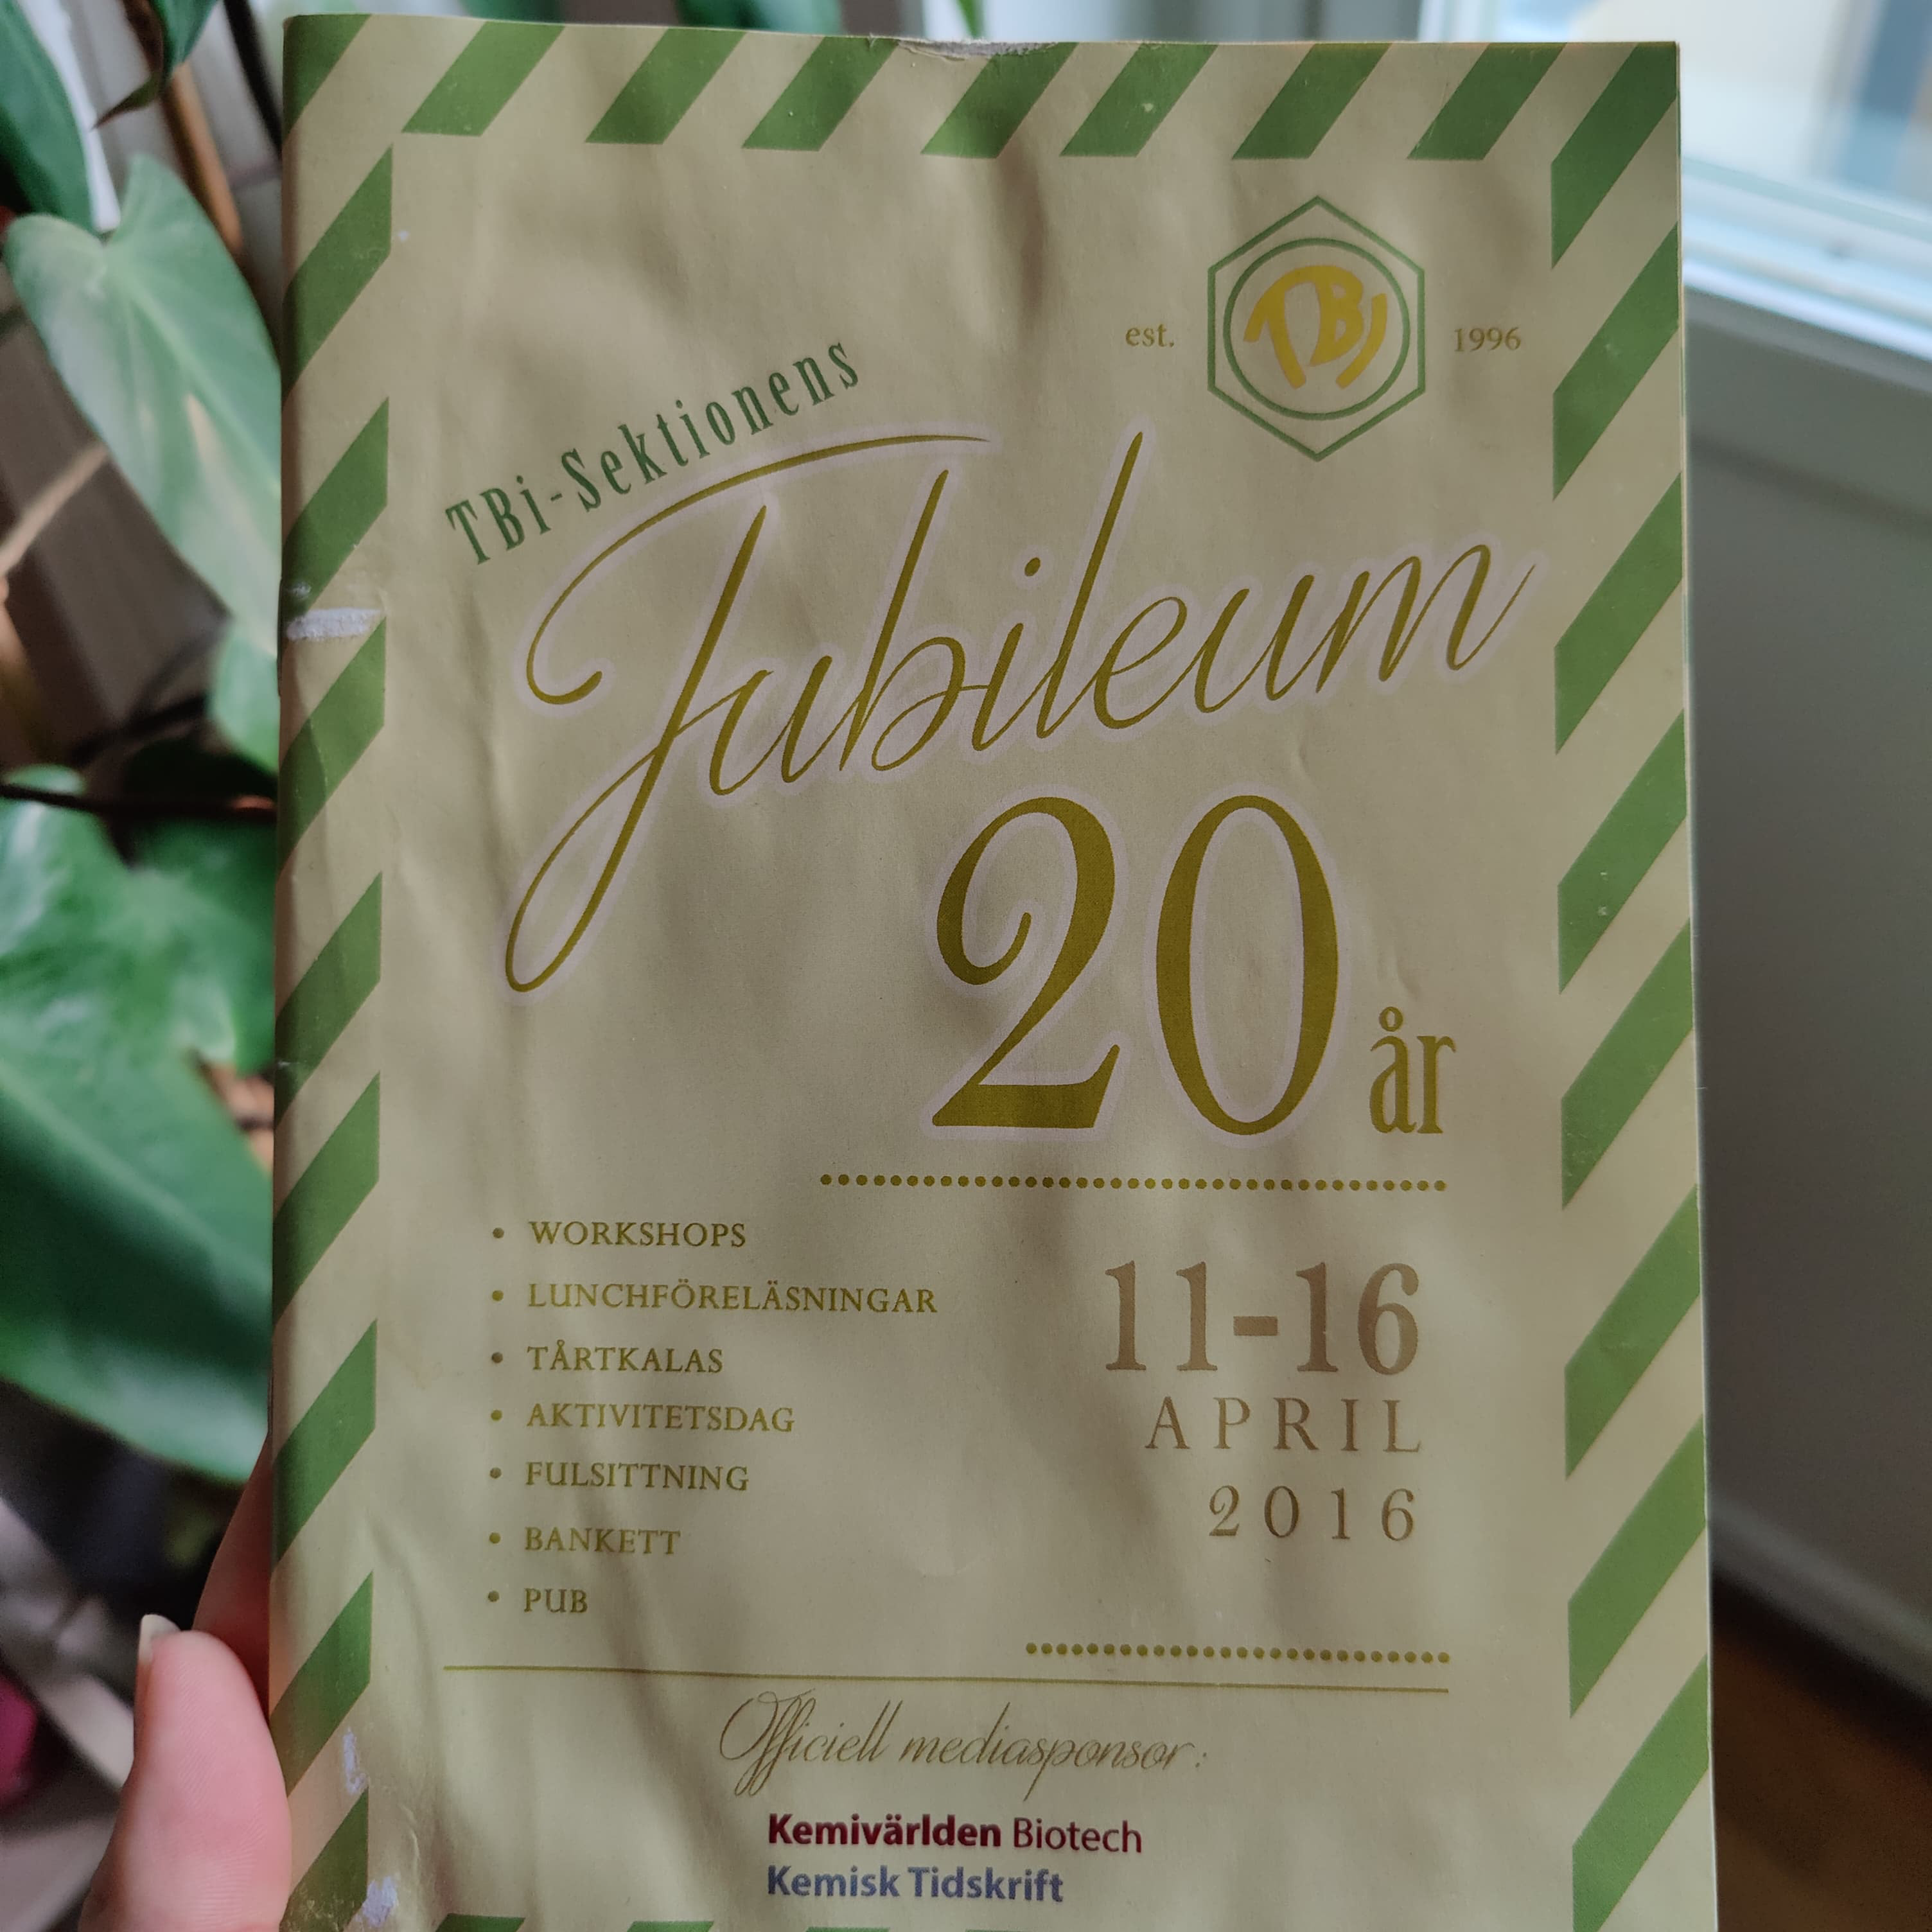 est. TBi 1996
TBi-Sektionens
Jubileum
20 år
• WORKSHOPS
• LUNCHFÖRELÄSNINGAR
• TÅRTKALAS
• AKTIVITETSDAG
• FULSITTNING
• BANKETT
• PUB
11-16
APRIL
2016
Officiell mediasponsor:
Kemivärlden Biotech
Kemisk Tidskrift